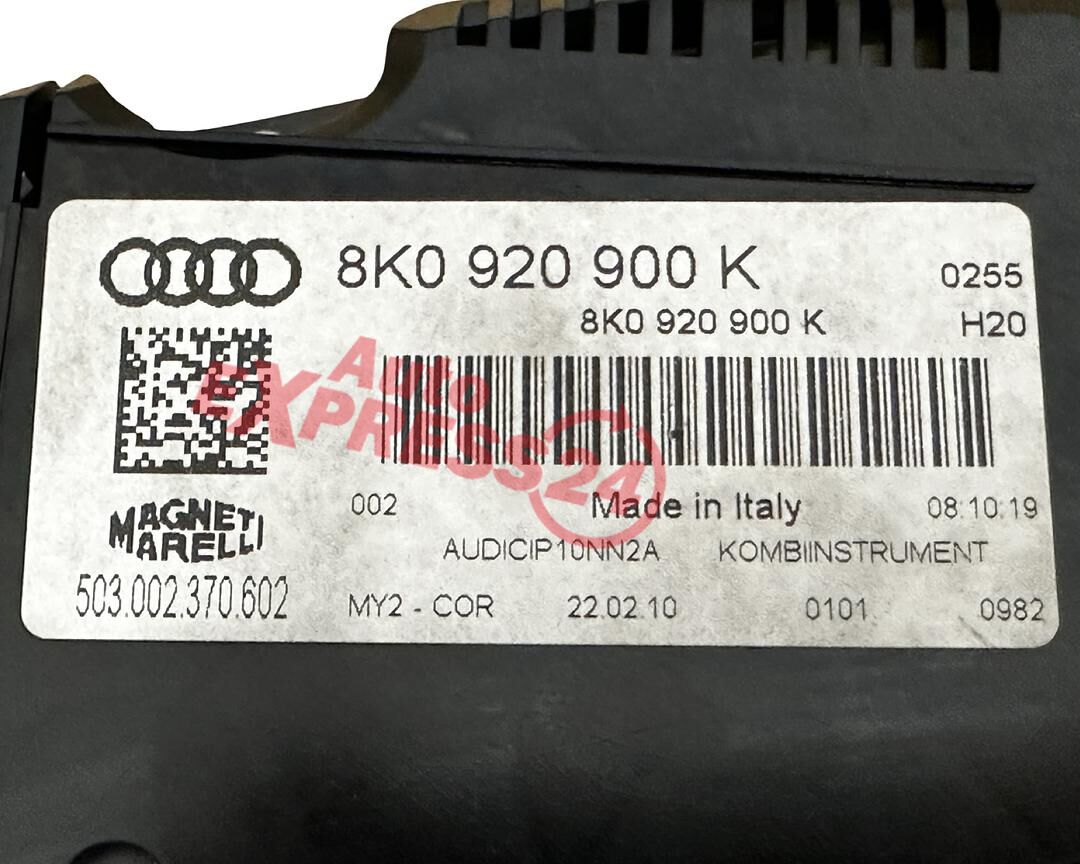 8K0 920 900 K
0255
8K0 920 900 K
H20
Auto
EXPRESS24
002
Made in Italy
08:10:19
MAGNETI
MARELLI
AUDICIP10NN2A
KOMBIINSTRUMENT
503.002.370.602
MY2 - COR
22.02.10
0101
0982